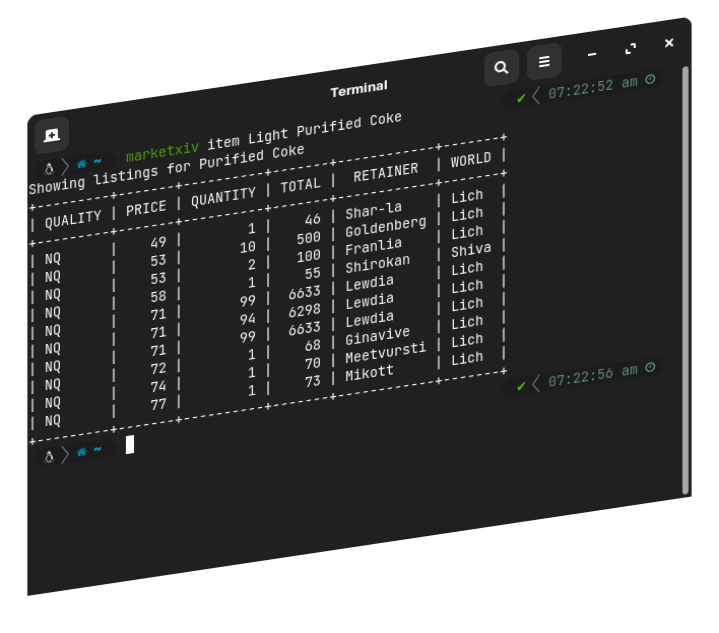 Terminal
~ marketxiv item Light Purified Coke ✓ 07:22:52 am
Showing listings for Purified Coke
+---------+-------+----------+-------+------------+-------+
| QUALITY | PRICE | QUANTITY | TOTAL |  RETAINER  | WORLD |
+---------+-------+----------+-------+------------+-------+
| NQ      |    49 |        1 |    46 | Shar-la    | Lich  |
| NQ      |    53 |       10 |   500 | Goldenberg | Lich  |
| NQ      |    53 |        2 |   100 | Franlia    | Lich  |
| NQ      |    58 |        1 |    55 | Shirokan   | Shiva |
| NQ      |    71 |       99 |  6633 | Lewdia     | Lich  |
| NQ      |    71 |       94 |  6298 | Lewdia     | Lich  |
| NQ      |    71 |       99 |  6633 | Lewdia     | Lich  |
| NQ      |    72 |        1 |    68 | Ginavive   | Lich  |
| NQ      |    74 |        1 |    70 | Meetvursti | Lich  |
| NQ      |    77 |        1 |    73 | Mikott     | Lich  |
+---------+-------+----------+-------+------------+-------+
~ ✓ 07:22:56 am